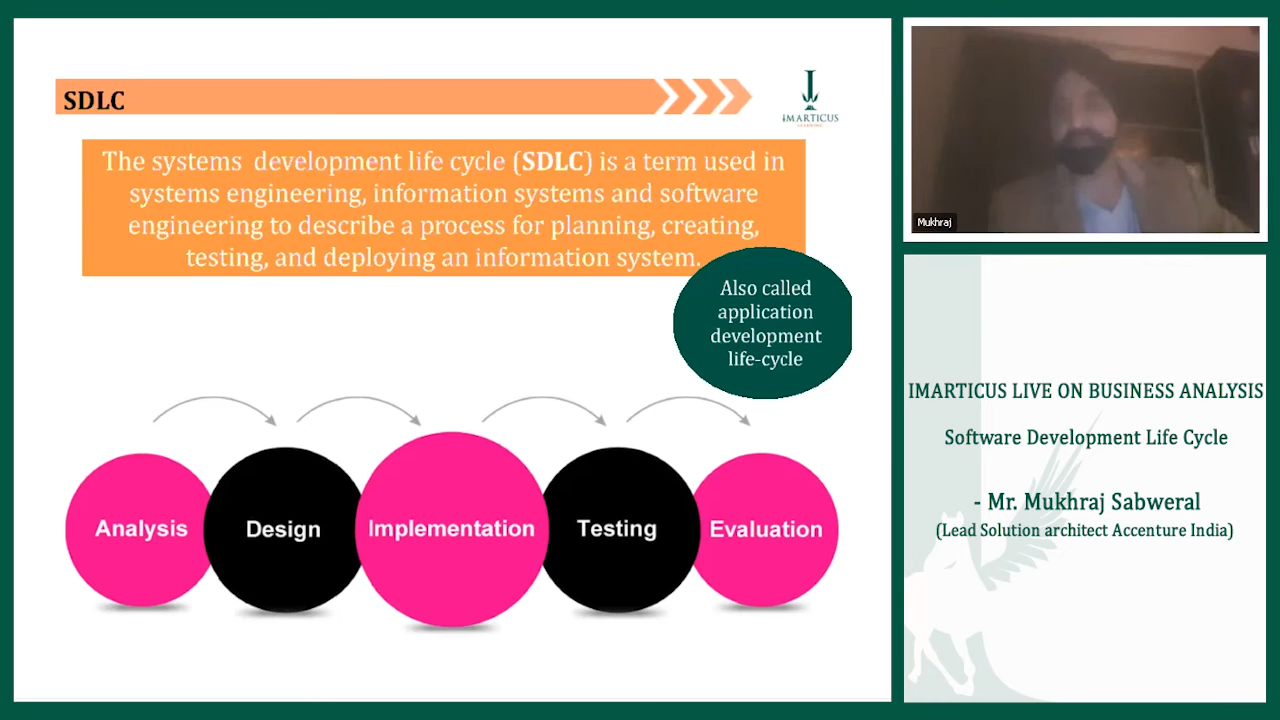 SDLC
iMARTICUS
LEARNING
The systems development life cycle (SDLC) is a term used in
systems engineering, information systems and software
engineering to describe a process for planning, creating,
testing, and deploying an information system.
Also called
application
development
life-cycle
Analysis
Design
Implementation
Testing
Evaluation
Mukhraj
IMARTICUS LIVE ON BUSINESS ANALYSIS
Software Development Life Cycle
- Mr. Mukhraj Sabweral
(Lead Solution architect Accenture India)